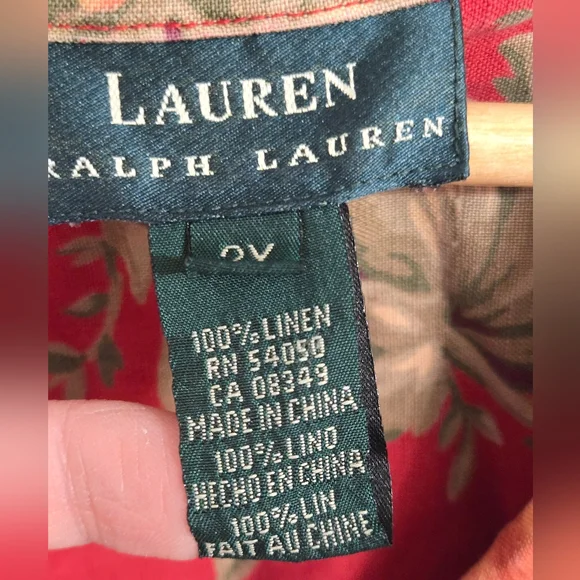 LAUREN
RALPH LAUREN
2X
100% LINEN
RN 54050
CA 08349
MADE IN CHINA
100% LINO
HECHO EN CHINA
100% LIN
FAIT AU CHINE